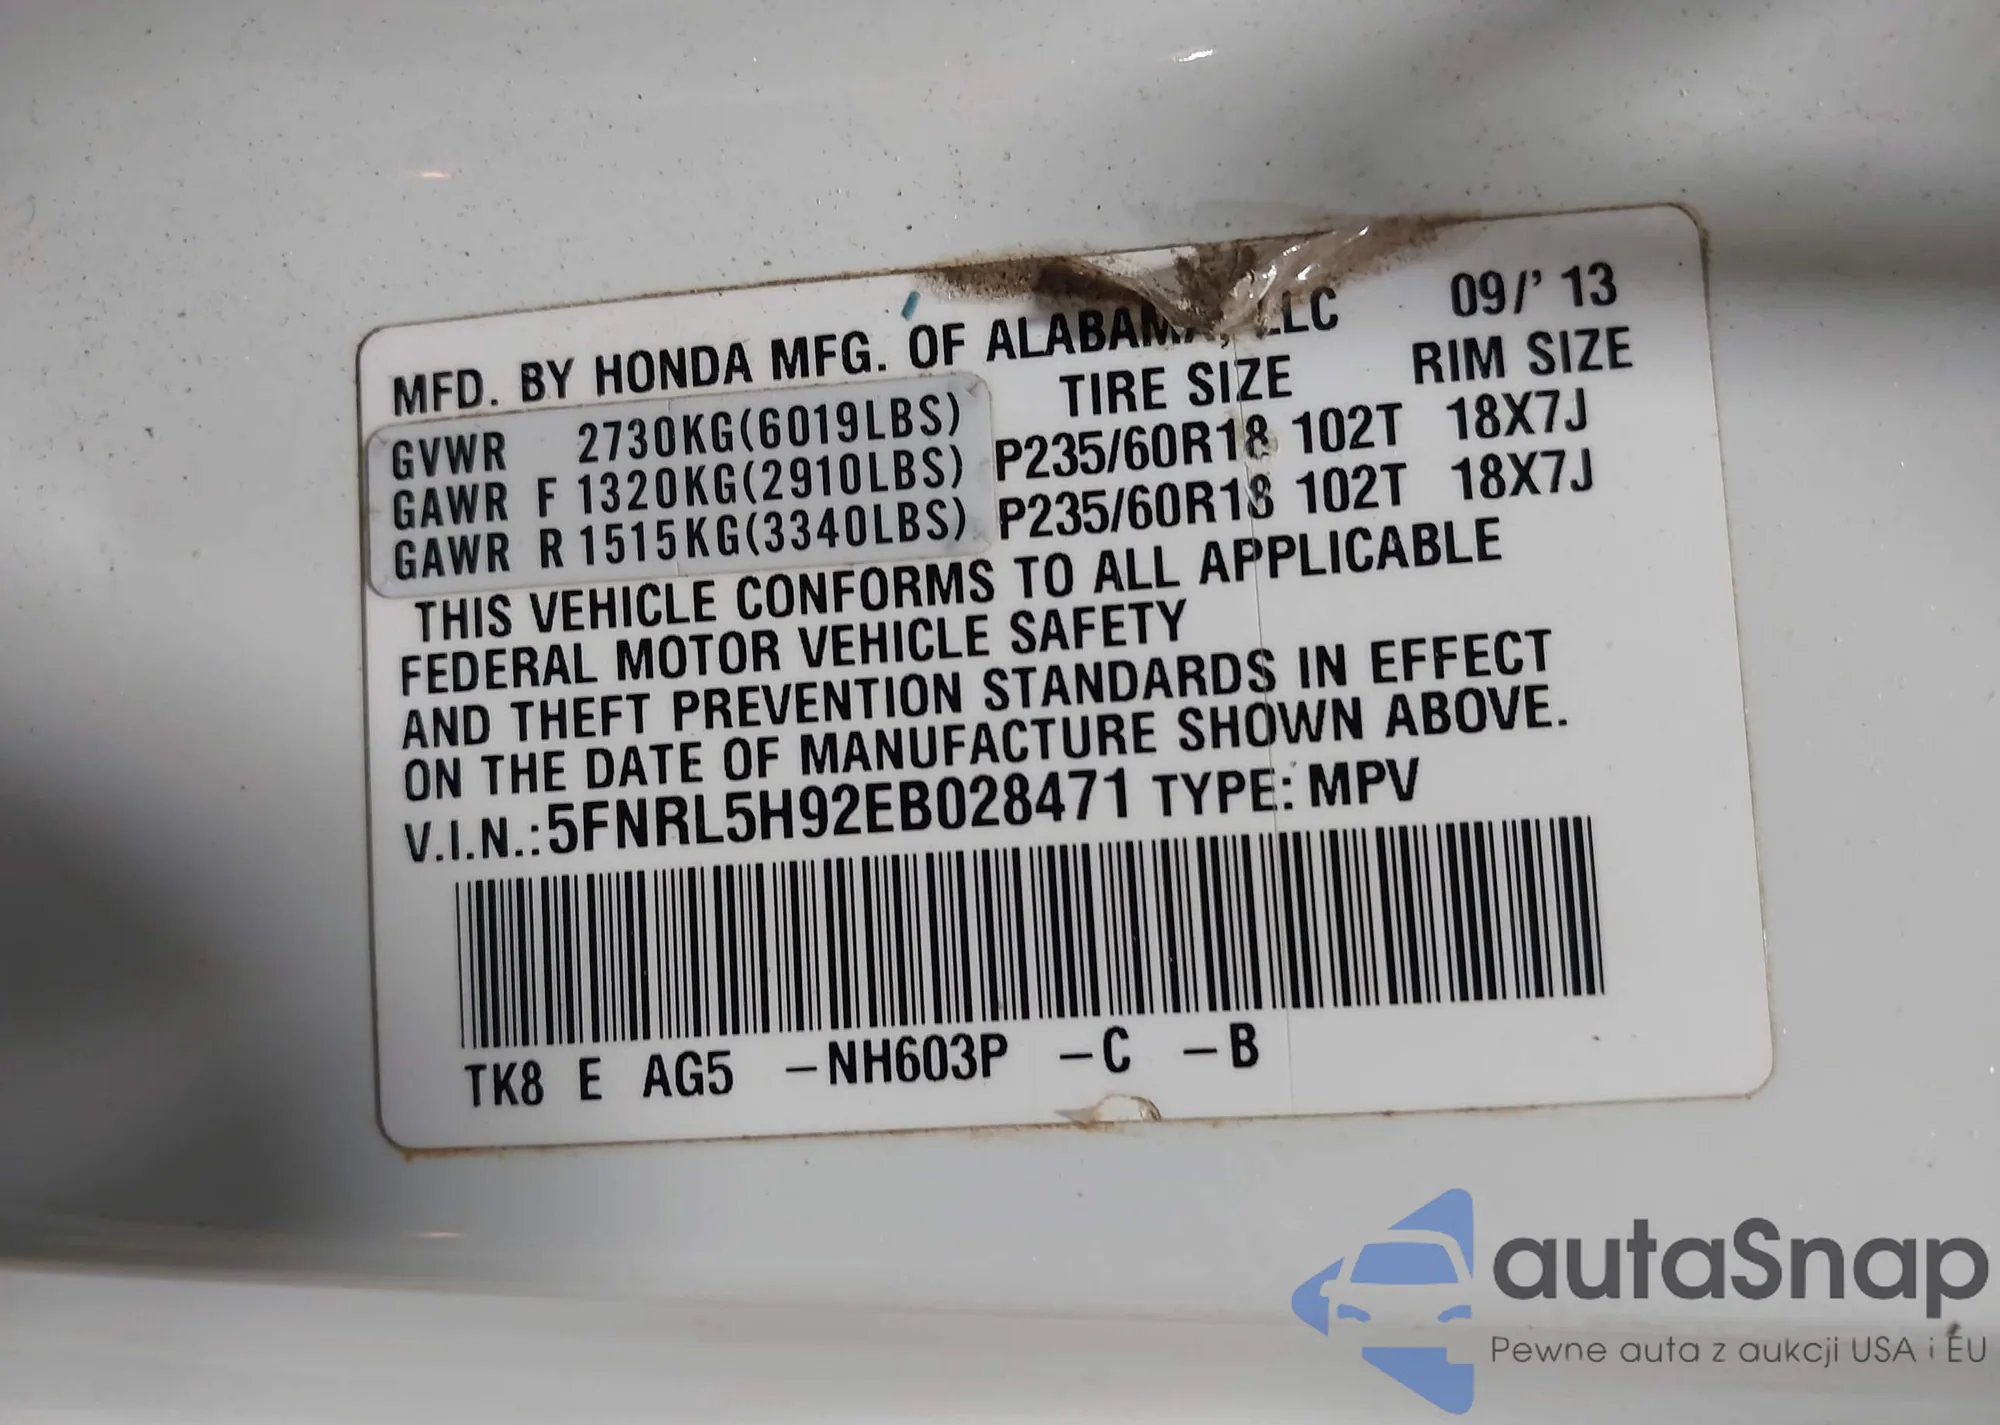 MFD. BY HONDA MFG. OF ALABAMA, LLC 09/' 13
TIRE SIZE RIM SIZE
GVWR 2730KG(6019LBS)
GAWR F 1320KG(2910LBS) P235/60R18 102T 18X7J
GAWR R 1515KG(3340LBS) P235/60R18 102T 18X7J
THIS VEHICLE CONFORMS TO ALL APPLICABLE
FEDERAL MOTOR VEHICLE SAFETY
AND THEFT PREVENTION STANDARDS IN EFFECT
ON THE DATE OF MANUFACTURE SHOWN ABOVE.
V.I.N.:5FNRL5H92EB028471 TYPE: MPV
TK8 E AG5 –NH603P –C –B
autaSnap
Pewne auta z aukcji USA i EU